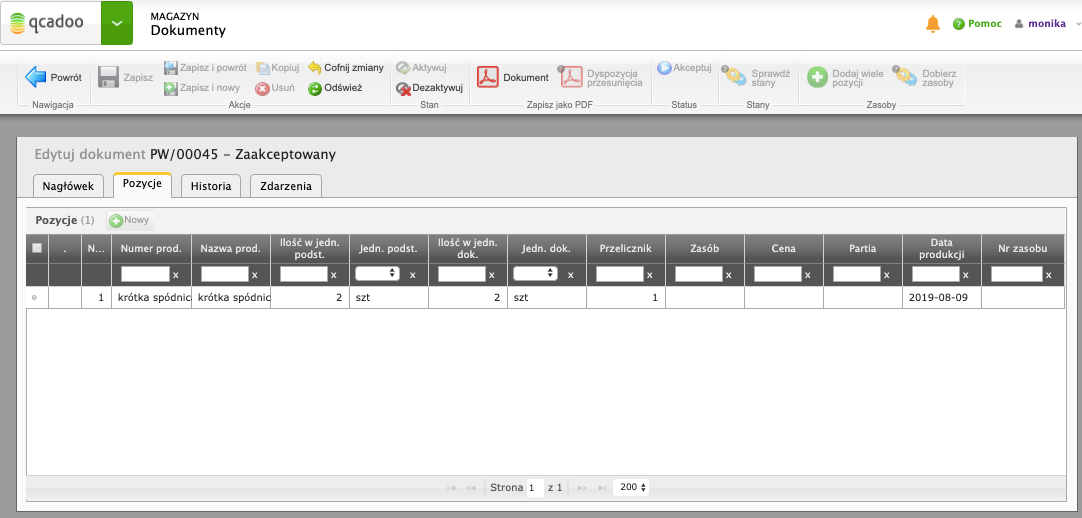 qcadoo
MAGAZYN
Dokumenty
Pomoc
monika
Powrót
Nawigacja
Zapisz
Zapisz i powrót
Zapisz i nowy
Kopiuj
Usuń
Cofnij zmiany
Odśwież
Akcje
Aktywuj
Dezaktywuj
Stan
Dokument
Dyspozycja
przesunięcia
Zapisz jako PDF
Akceptuj
Status
Sprawdź
stany
Stany
Dodaj wiele
pozycji
Dobierz
zasoby
Zasoby
Edytuj dokument PW/00045 – Zaakceptowany
Nagłówek Pozycje Historia Zdarzenia
Pozycje (1) Nowy
. N... Numer prod. Nazwa prod. Ilość w jedn. podst. Jedn. podst. Ilość w jedn. dok. Jedn. dok. Przelicznik Zasób Cena Partia Data produkcji Nr zasobu
x x x x x x x x x x x x
1 krótka spódnic krótka spódnic 2 szt 2 szt 1 2019-08-09
Strona 1 z 1 200